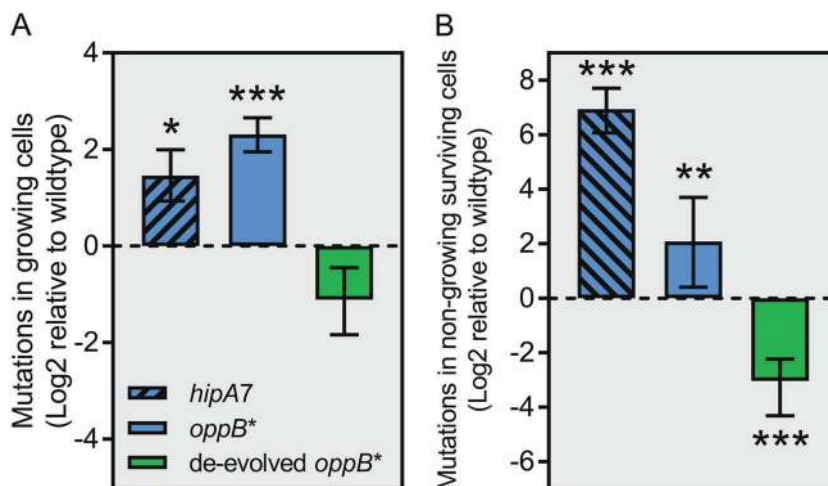 A
Mutations in growing cells
(Log2 relative to wildtype)
4
2
0
-2
-4
*
***
hipA7
oppB*
de-evolved oppB*
B
Mutations in non-growing surviving cells
(Log2 relative to wildtype)
8
6
4
2
0
-2
-4
-6
***
**
***